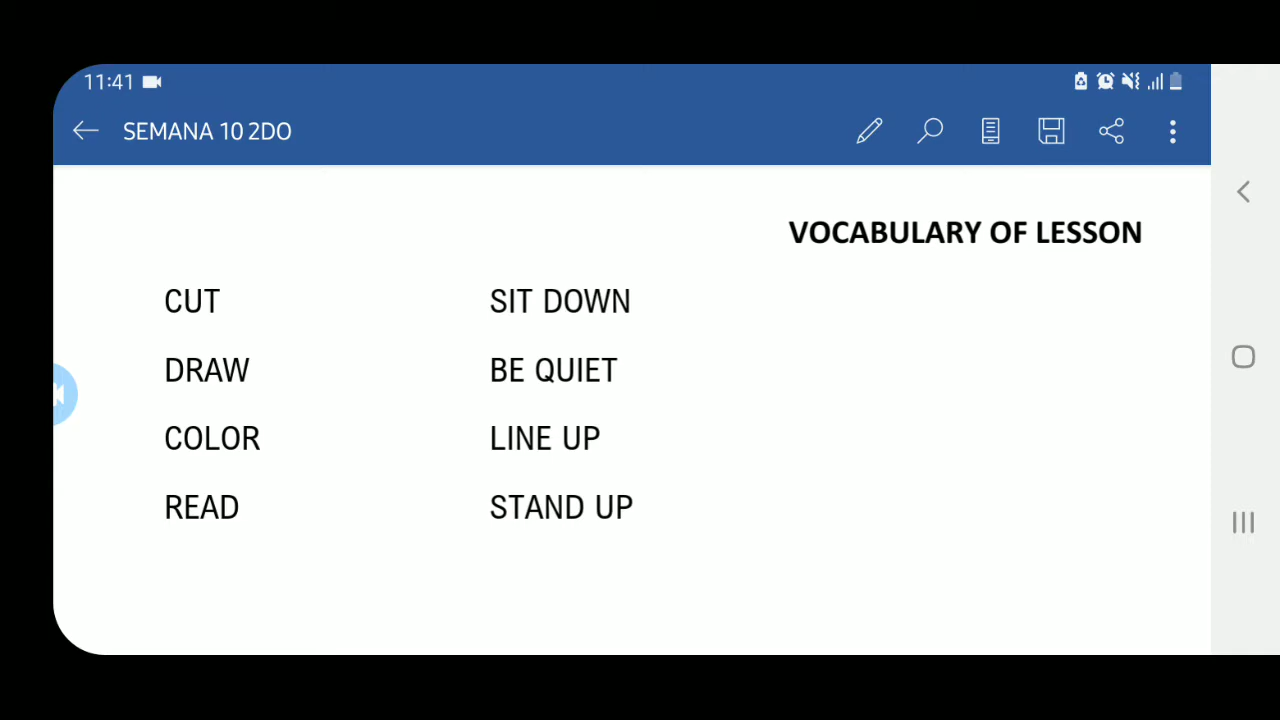 11:41
SEMANA 10 2DO
VOCABULARY OF LESSON
CUT SIT DOWN
DRAW BE QUIET
COLOR LINE UP
READ STAND UP